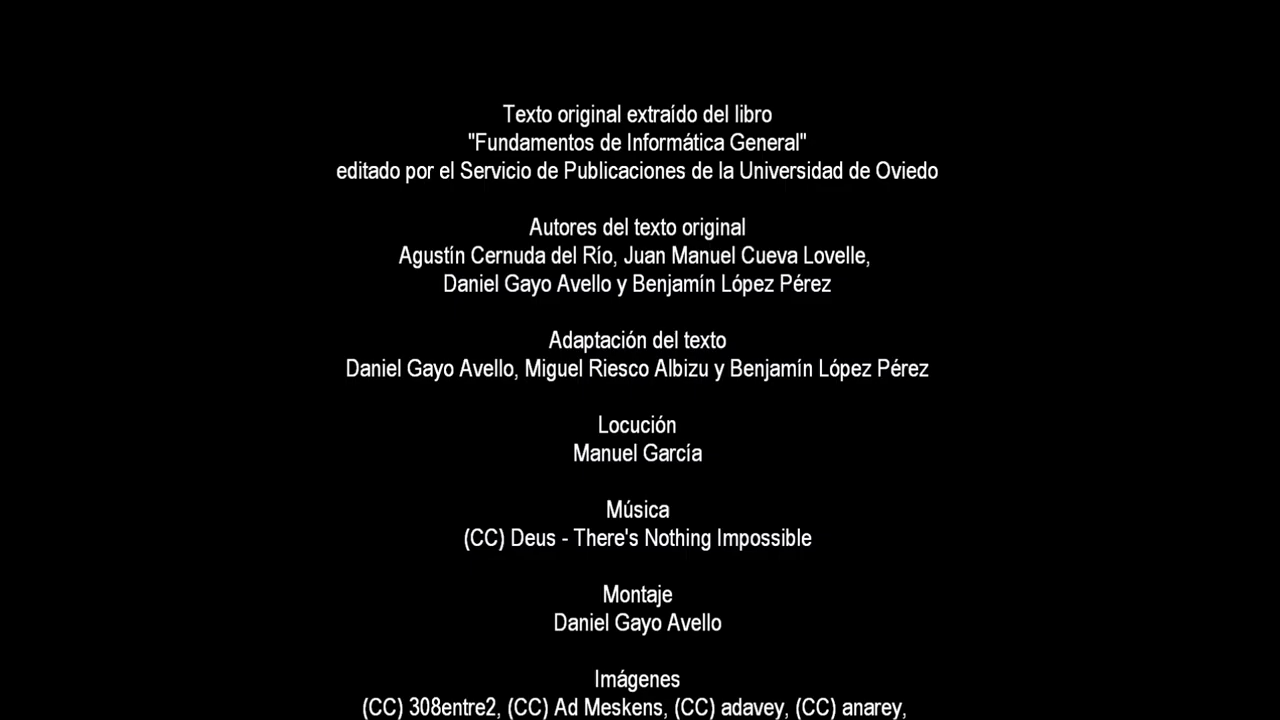 Texto original extraído del libro
"Fundamentos de Informática General"
editado por el Servicio de Publicaciones de la Universidad de Oviedo
Autores del texto original
Agustín Cernuda del Río, Juan Manuel Cueva Lovelle,
Daniel Gayo Avello y Benjamín López Pérez
Adaptación del texto
Daniel Gayo Avello, Miguel Riesco Albizu y Benjamín López Pérez
Locución
Manuel García
Música
(CC) Deus - There's Nothing Impossible
Montaje
Daniel Gayo Avello
Imágenes
(CC) 308entre2, (CC) Ad Meskens, (CC) adavey, (CC) anarey,